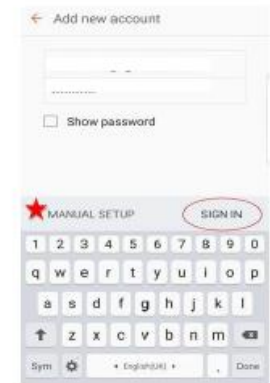 ← Add new account
Show password
MANUAL SETUP SIGN IN
1 2 3 4 5 6 7 8 9 0
q w e r t y u i o p
a s d f g h j k l
z x c v b n m
Sym English(UK) . Done